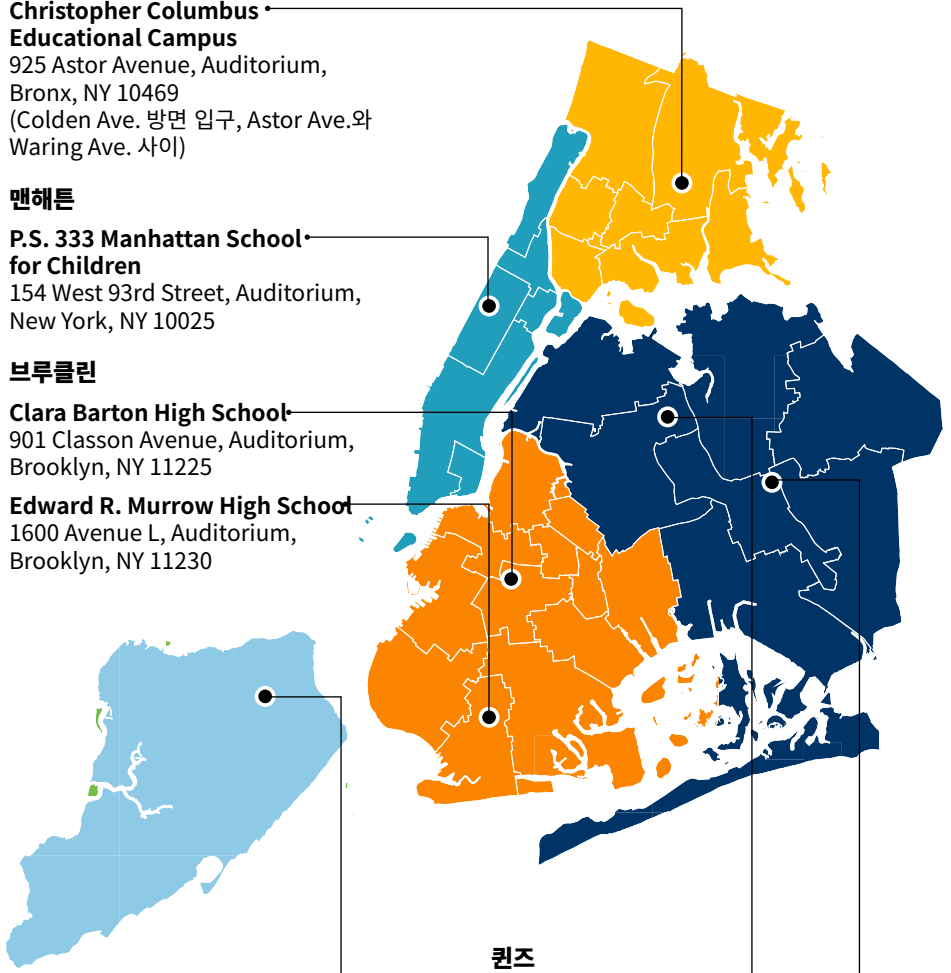 Christopher Columbus
Educational Campus
925 Astor Avenue, Auditorium,
Bronx, NY 10469
(Colden Ave. 방면 입구, Astor Ave.와
Waring Ave. 사이)
맨해튼
P.S. 333 Manhattan School
for Children
154 West 93rd Street, Auditorium,
New York, NY 10025
브루클린
Clara Barton High School
901 Classon Avenue, Auditorium,
Brooklyn, NY 11225
Edward R. Murrow High School
1600 Avenue L, Auditorium,
Brooklyn, NY 11230
퀸즈